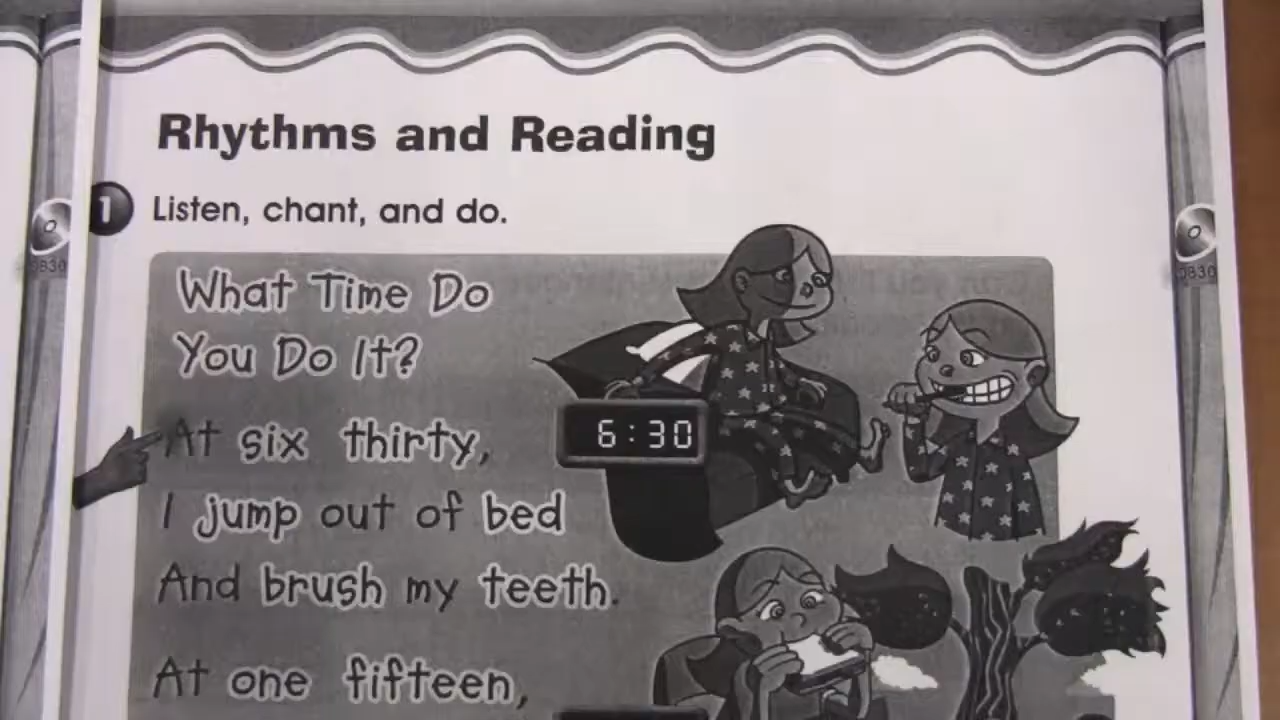 Rhythms and Reading
1 Listen, chant, and do.
What Time Do
You Do It?
At six thirty,
6:30
I jump out of bed
And brush my teeth.
At one fifteen,